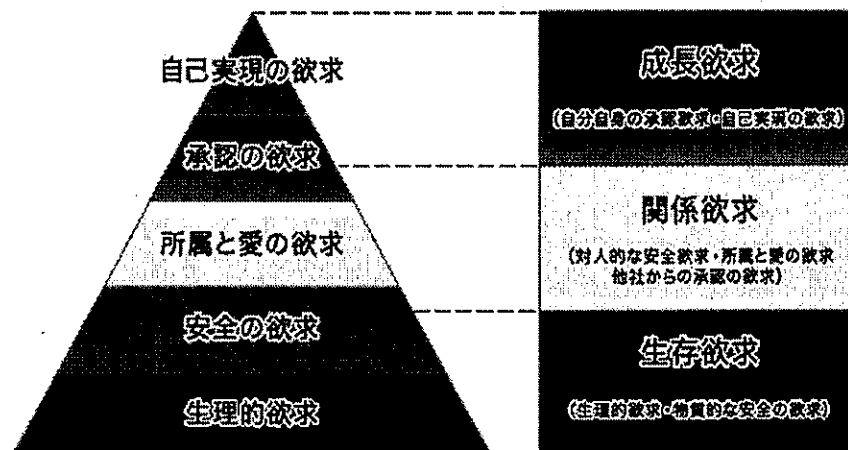 自己実現の欲求
承認の欲求
所属と愛の欲求
安全の欲求
生理的欲求
成長欲求
(自分自身の承認欲求・自己実現の欲求)
関係欲求
(対人的な安全欲求・所属と愛の欲求
他社からの承認の欲求)
生存欲求
(生理的欲求・物質的な安全の欲求)